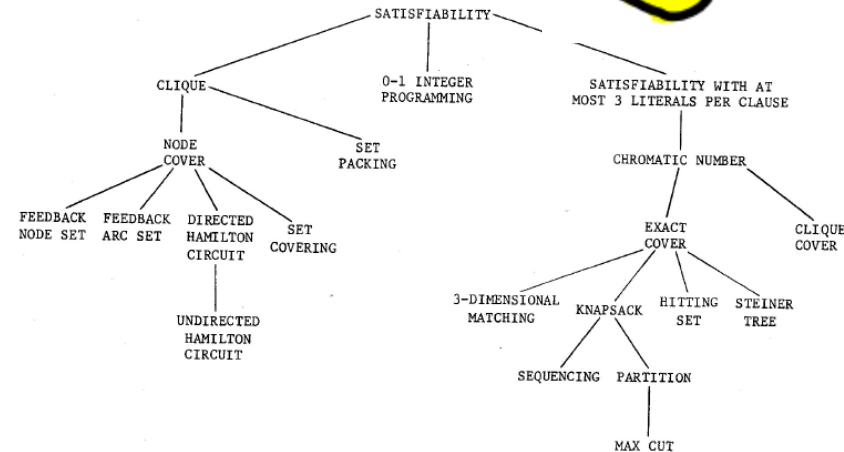 SATISFIABILITY
CLIQUE
0-1 INTEGER
PROGRAMMING
SATISFIABILITY WITH AT
MOST 3 LITERALS PER CLAUSE
NODE
COVER
SET
PACKING
CHROMATIC NUMBER
FEEDBACK
NODE SET
FEEDBACK
ARC SET
DIRECTED
HAMILTON
CIRCUIT
SET
COVERING
EXACT
COVER
CLIQUE
COVER
UNDIRECTED
HAMILTON
CIRCUIT
3-DIMENSIONAL
MATCHING
KNAPSACK
HITTING
SET
STEINER
TREE
SEQUENCING
PARTITION
MAX CUT